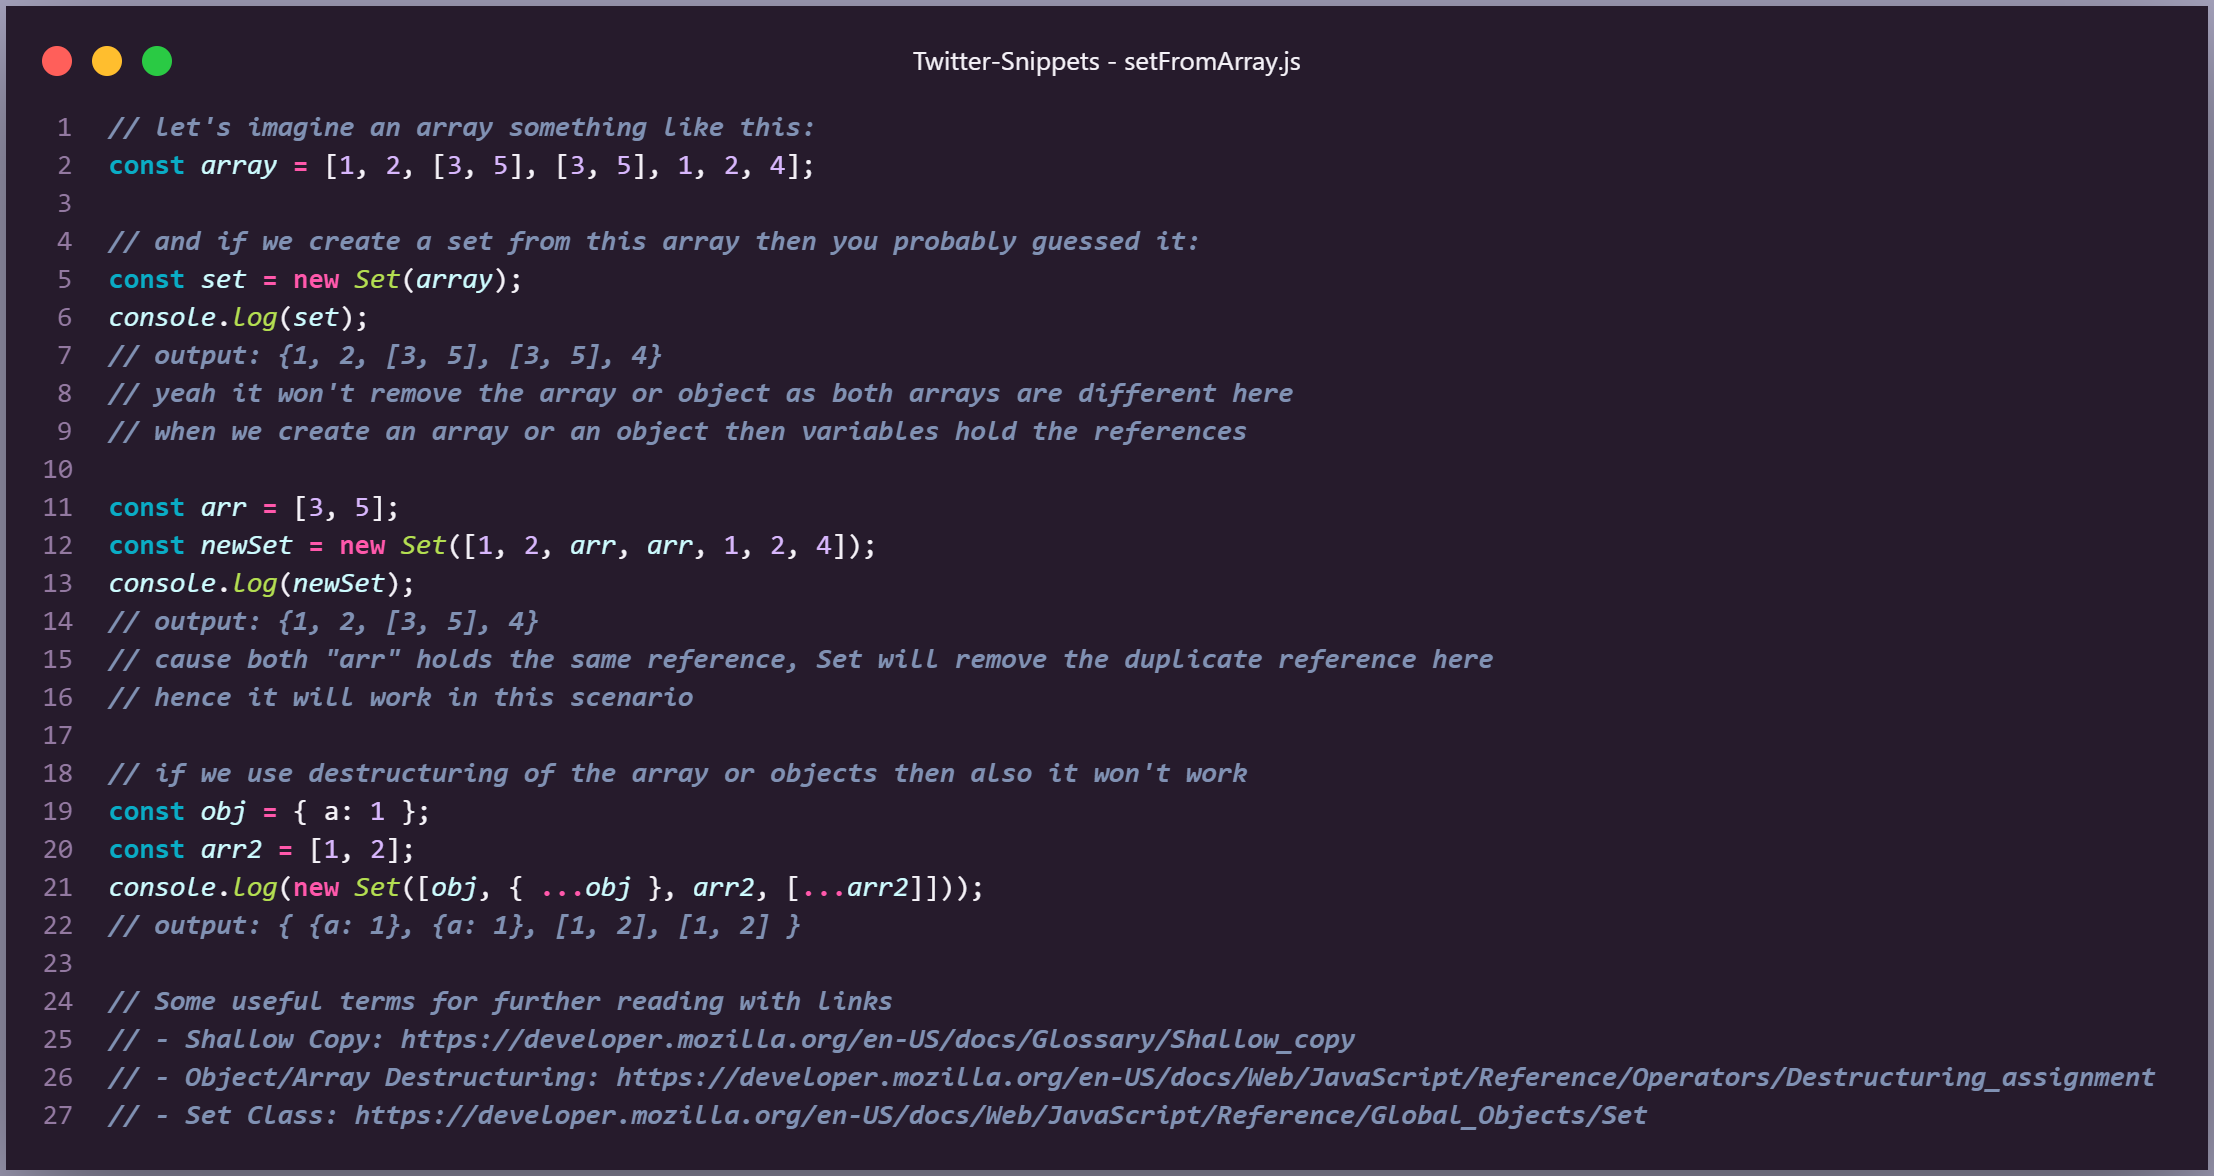 Twitter-Snippets - setFromArray.js
1 // let's imagine an array something like this:
2 const array = [1, 2, [3, 5], [3, 5], 1, 2, 4];
3
4 // and if we create a set from this array then you probably guessed it:
5 const set = new Set(array);
6 console.log(set);
7 // output: {1, 2, [3, 5], [3, 5], 4}
8 // yeah it won't remove the array or object as both arrays are different here
9 // when we create an array or an object then variables hold the references
10
11 const arr = [3, 5];
12 const newSet = new Set([1, 2, arr, arr, 1, 2, 4]);
13 console.log(newSet);
14 // output: {1, 2, [3, 5], 4}
15 // cause both "arr" holds the same reference, Set will remove the duplicate reference here
16 // hence it will work in this scenario
17
18 // if we use destructuring of the array or objects then also it won't work
19 const obj = { a: 1 };
20 const arr2 = [1, 2];
21 console.log(new Set([obj, { ...obj }, arr2, [...arr2]]));
22 // output: { {a: 1}, {a: 1}, [1, 2], [1, 2] }
23
24 // Some useful terms for further reading with links
25 // - Shallow Copy: https://developer.mozilla.org/en-US/docs/Glossary/Shallow_copy
26 // - Object/Array Destructuring: https://developer.mozilla.org/en-US/docs/Web/JavaScript/Reference/Operators/Destructuring_assignment
27 // - Set Class: https://developer.mozilla.org/en-US/docs/Web/JavaScript/Reference/Global_Objects/Set